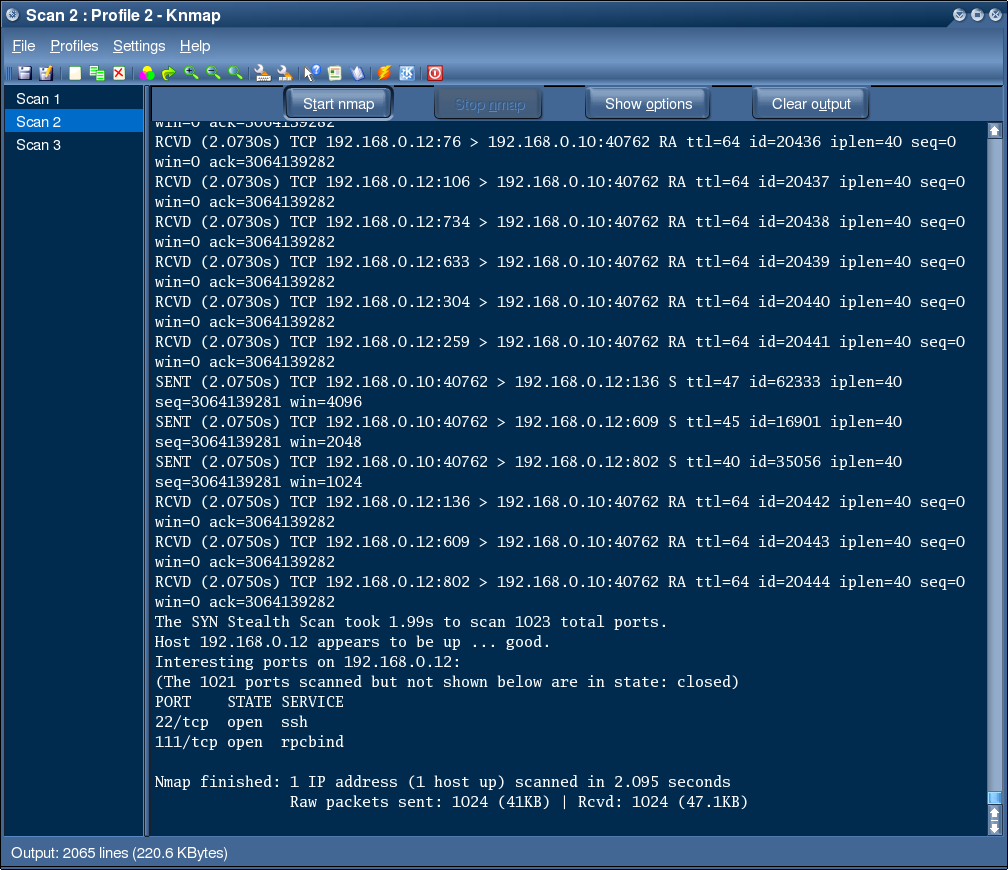 Scan 2 : Profile 2 - Knmap
File Profiles Settings Help
Start nmap Stop nmap Show options Clear output
Scan 1
Scan 2
Scan 3
win=0 ack=3064139282
RCVD (2.0730s) TCP 192.168.0.12:76 > 192.168.0.10:40762 RA ttl=64 id=20436 iplen=40 seq=0
win=0 ack=3064139282
RCVD (2.0730s) TCP 192.168.0.12:106 > 192.168.0.10:40762 RA ttl=64 id=20437 iplen=40 seq=0
win=0 ack=3064139282
RCVD (2.0730s) TCP 192.168.0.12:734 > 192.168.0.10:40762 RA ttl=64 id=20438 iplen=40 seq=0
win=0 ack=3064139282
RCVD (2.0730s) TCP 192.168.0.12:633 > 192.168.0.10:40762 RA ttl=64 id=20439 iplen=40 seq=0
win=0 ack=3064139282
RCVD (2.0730s) TCP 192.168.0.12:304 > 192.168.0.10:40762 RA ttl=64 id=20440 iplen=40 seq=0
win=0 ack=3064139282
RCVD (2.0730s) TCP 192.168.0.12:259 > 192.168.0.10:40762 RA ttl=64 id=20441 iplen=40 seq=0
win=0 ack=3064139282
SENT (2.0750s) TCP 192.168.0.10:40762 > 192.168.0.12:136 S ttl=47 id=62333 iplen=40
seq=3064139281 win=4096
SENT (2.0750s) TCP 192.168.0.10:40762 > 192.168.0.12:609 S ttl=45 id=16901 iplen=40
seq=3064139281 win=2048
SENT (2.0750s) TCP 192.168.0.10:40762 > 192.168.0.12:802 S ttl=40 id=35056 iplen=40
seq=3064139281 win=1024
RCVD (2.0750s) TCP 192.168.0.12:136 > 192.168.0.10:40762 RA ttl=64 id=20442 iplen=40 seq=0
win=0 ack=3064139282
RCVD (2.0750s) TCP 192.168.0.12:609 > 192.168.0.10:40762 RA ttl=64 id=20443 iplen=40 seq=0
win=0 ack=3064139282
RCVD (2.0750s) TCP 192.168.0.12:802 > 192.168.0.10:40762 RA ttl=64 id=20444 iplen=40 seq=0
win=0 ack=3064139282
The SYN Stealth Scan took 1.99s to scan 1023 total ports.
Host 192.168.0.12 appears to be up ... good.
Interesting ports on 192.168.0.12:
(The 1021 ports scanned but not shown below are in state: closed)
PORT    STATE SERVICE
22/tcp  open  ssh
111/tcp open  rpcbind
Nmap finished: 1 IP address (1 host up) scanned in 2.095 seconds
Raw packets sent: 1024 (41KB) | Rcvd: 1024 (47.1KB)
Output: 2065 lines (220.6 KBytes)